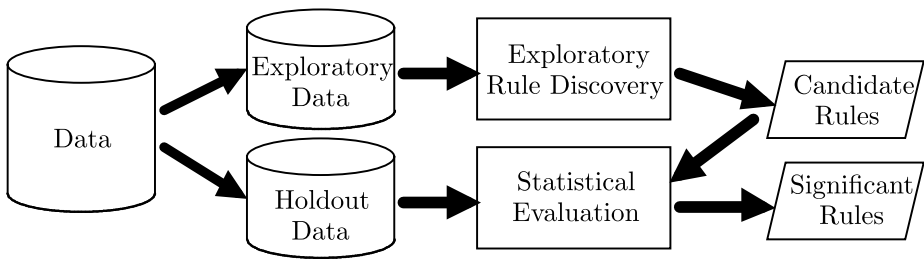 Data
Exploratory
Data
Exploratory
Rule Discovery
Candidate
Rules
Holdout
Data
Statistical
Evaluation
Significant
Rules